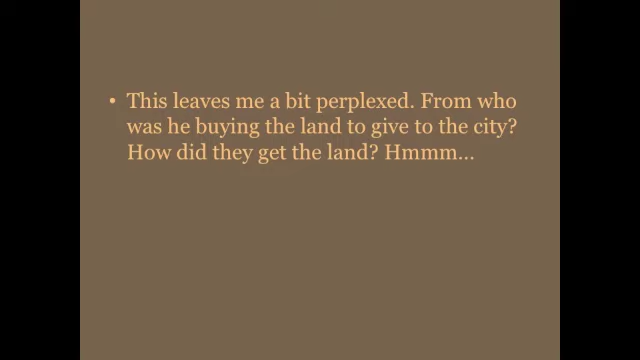 • This leaves me a bit perplexed. From who
was he buying the land to give to the city?
How did they get the land? Hmmm...